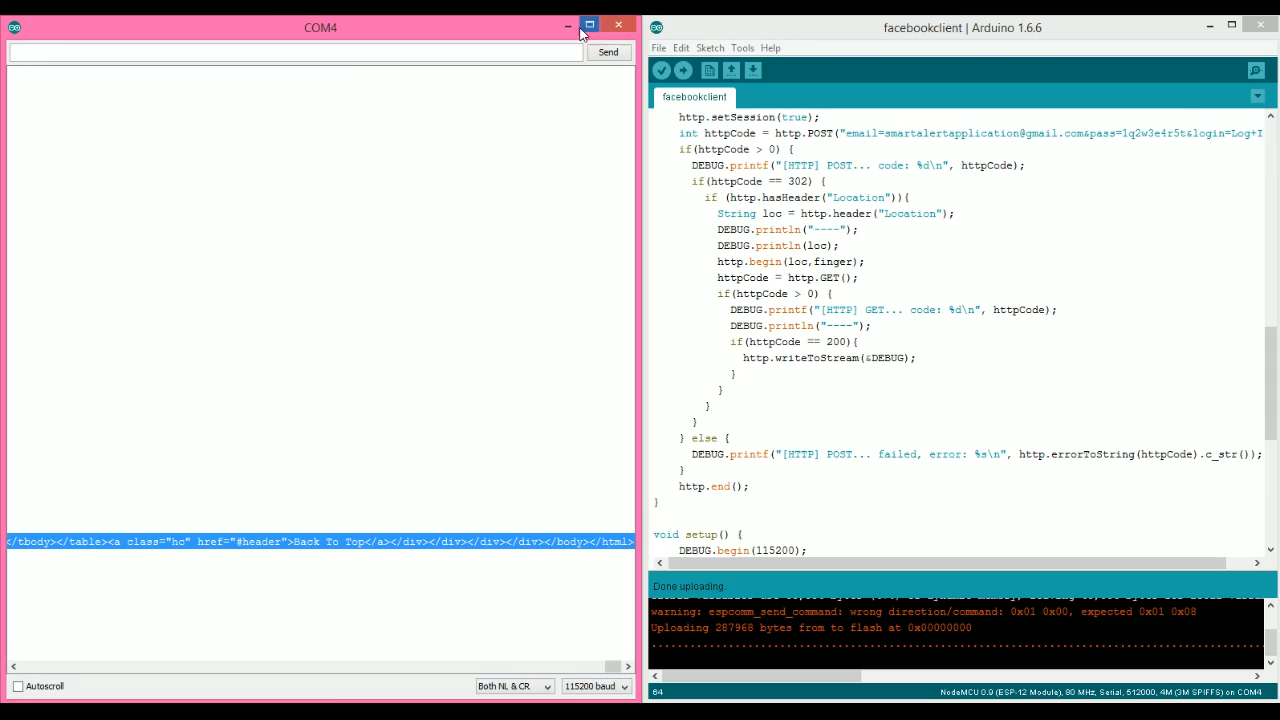 COM4
Send
</tbody></table><a class="hc" href="#header">Back To Top</a></div></div></div></div></body></html>
Autoscroll
Both NL & CR
115200 baud
facebookclient | Arduino 1.6.6
File Edit Sketch Tools Help
facebookclient
http.setSession(true);
int httpCode = http.POST("email=smartalertapplication@gmail.com&pass=1q2w3e4r5t&login=Log+I
if(httpCode > 0) {
DEBUG.printf("[HTTP] POST... code: %d\n", httpCode);
if(httpCode == 302) {
if (http.hasHeader("Location")){
String loc = http.header("Location");
DEBUG.println("----");
DEBUG.println(loc);
http.begin(loc,finger);
httpCode = http.GET();
if(httpCode > 0) {
DEBUG.printf("[HTTP] GET... code: %d\n", httpCode);
DEBUG.println("----");
if(httpCode == 200){
http.writeToStream(&DEBUG);
}
}
}
}
} else {
DEBUG.printf("[HTTP] POST... failed, error: %s\n", http.errorToString(httpCode).c_str());
}
http.end();
}
void setup() {
DEBUG.begin(115200);
Done uploading.
warning: espcomm_send_command: wrong direction/command: 0x01 0x00, expected 0x01 0x08
Uploading 287968 bytes from to flash at 0x00000000
64
NodeMCU 0.9 (ESP-12 Module), 80 MHz, Serial, 512000, 4M (3M SPIFFS) on COM4